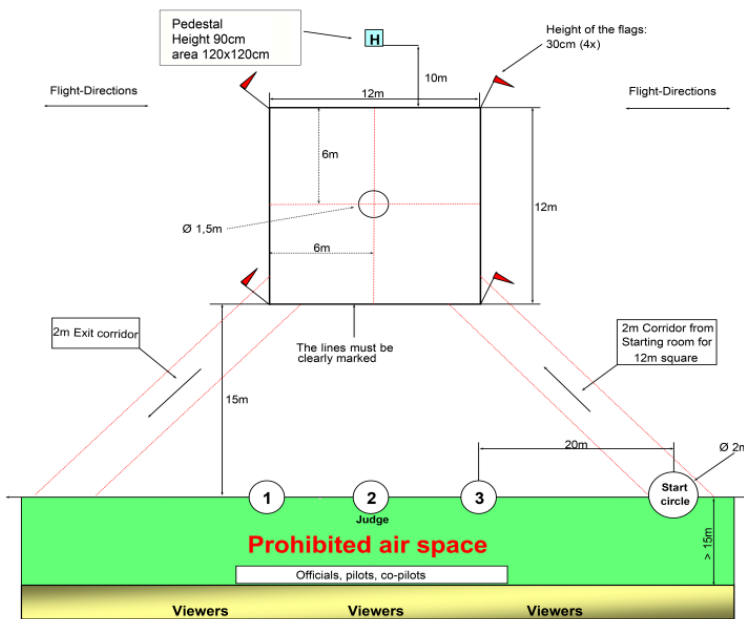 Pedestal
Height 90cm
area 120x120cm
H
Height of the flags:
30cm (4x)
10m
Flight-Directions
12m
Flight-Directions
6m
12m
Ø 1,5m
6m
2m Exit corridor
The lines must be
clearly marked
2m Corridor from
Starting room for
12m square
15m
20m
Ø 2m
1
2
3
Start
circle
Judge
Prohibited air space
> 15m
Officials, pilots, co-pilots
Viewers
Viewers
Viewers